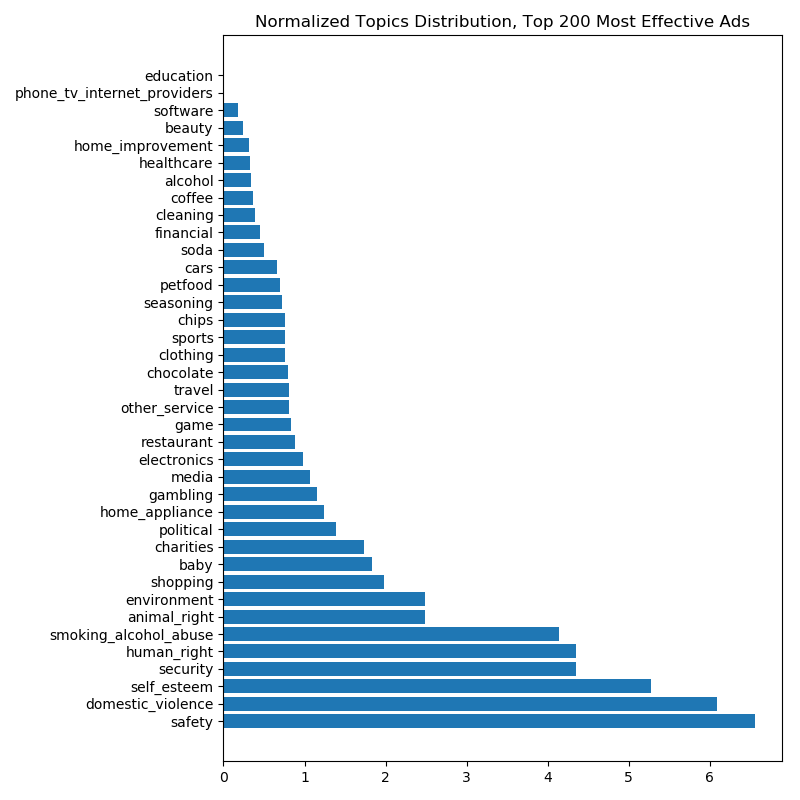 Normalized Topics Distribution, Top 200 Most Effective Ads
education
phone_tv_internet_providers
software
beauty
home_improvement
healthcare
alcohol
coffee
cleaning
financial
soda
cars
petfood
seasoning
chips
sports
clothing
chocolate
travel
other_service
game
restaurant
electronics
media
gambling
home_appliance
political
charities
baby
shopping
environment
animal_right
smoking_alcohol_abuse
human_right
security
self_esteem
domestic_violence
safety
0 1 2 3 4 5 6